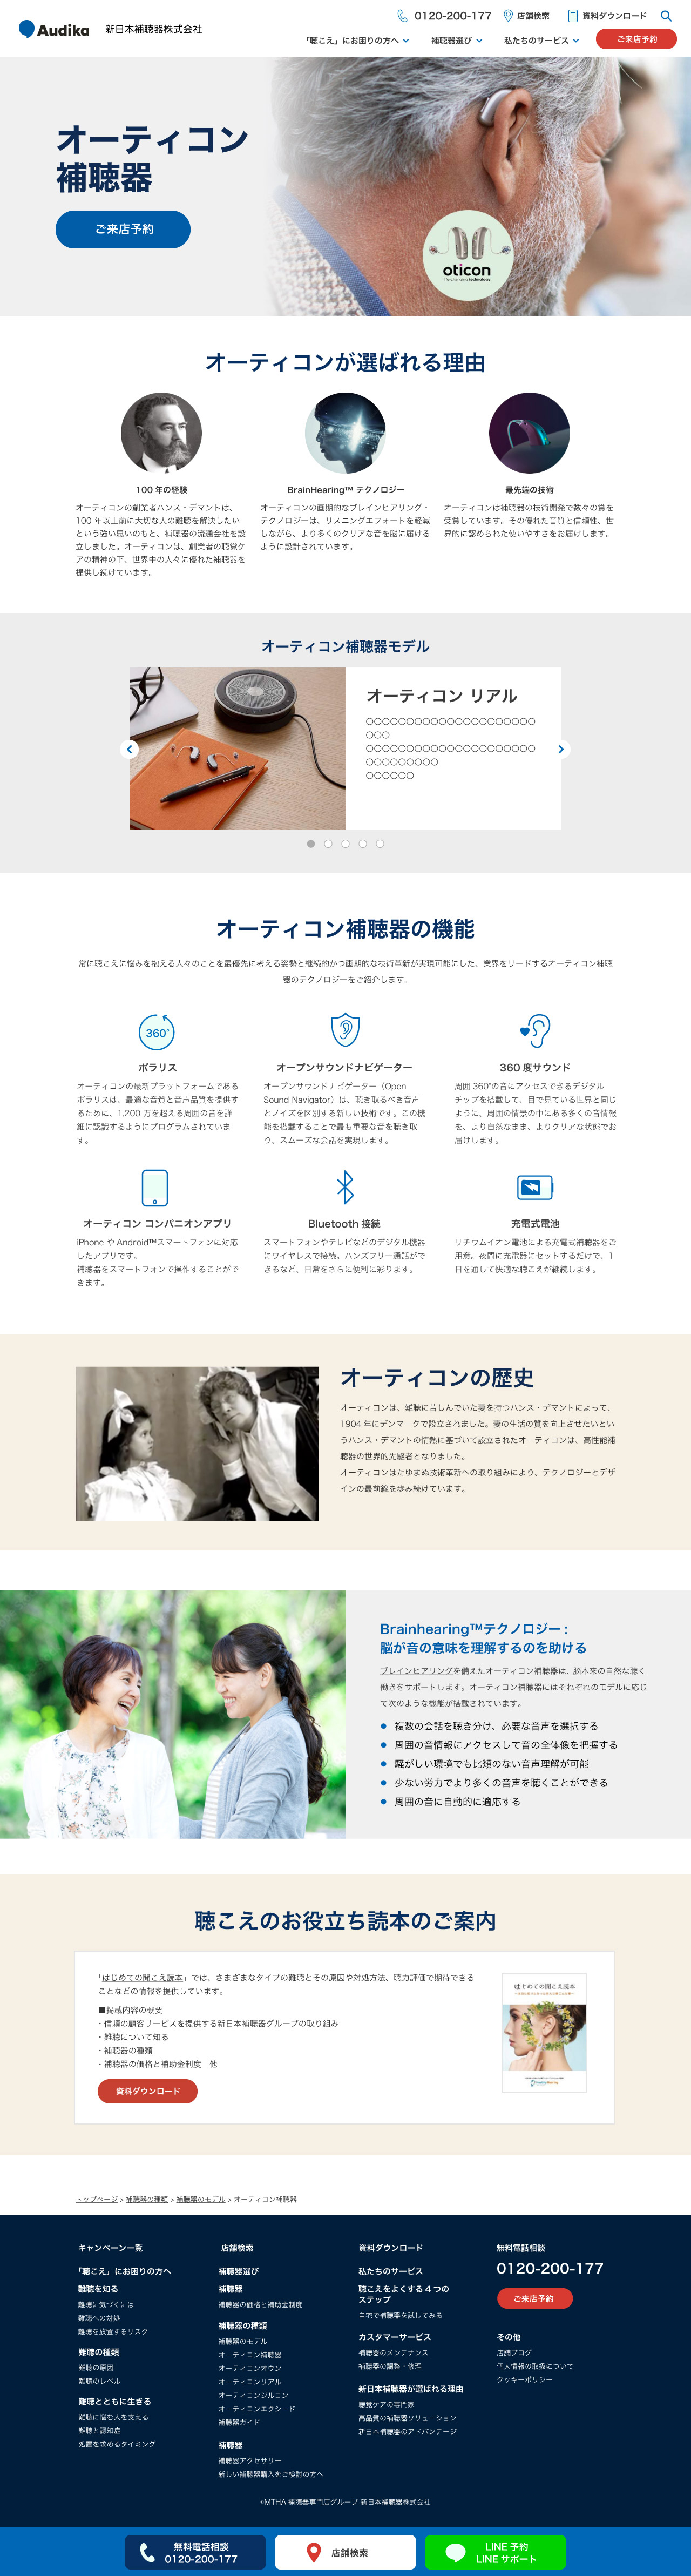 Audika 新日本補聴器株式会社
0120-200-177 店舗検索 資料ダウンロード
「聴こえ」にお困りの方へ 補聴器選び 私たちのサービス ご来店予約
オーティコン
補聴器
ご来店予約
oticon
life-changing technology
オーティコンが選ばれる理由
100 年の経験
オーティコンの創業者ハンス・デマントは、
100 年以上前に大切な人の難聴を解決したい
という強い思いのもと、補聴器の流通会社を設
立しました。オーティコンは、創業者の聴覚ケ
アの精神の下、世界中の人々に優れた補聴器を
提供し続けています。
BrainHearing™ テクノロジー
オーティコンの画期的なブレインヒアリング・
テクノロジーは、リスニングエフォートを軽減
しながら、より多くのクリアな音を脳に届ける
ように設計されています。
最先端の技術
オーティコンは補聴器の技術開発で数々の賞を
受賞しています。その優れた音質と信頼性、世
界的に認められた使いやすさをお届けします。
オーティコン補聴器モデル
オーティコン リアル
〇〇〇〇〇〇〇〇〇〇〇〇〇〇〇〇〇〇〇〇〇
〇〇〇
〇〇〇〇〇〇〇〇〇〇〇〇〇〇〇〇〇〇〇〇〇
〇〇〇〇〇〇〇〇〇
〇〇〇〇〇〇
オーティコン補聴器の機能
常に聴こえに悩みを抱える人々のことを最優先に考える姿勢と継続的かつ画期的な技術革新が実現可能にした、業界をリードするオーティコン補聴
器のテクノロジーをご紹介します。
360°
ポラリス
オーティコンの最新プラットフォームである
ポラリスは、最適な音質と音声品質を提供す
るために、1,200 万を超える周囲の音を詳
細に認識するようにプログラムされていま
す。
オープンサウンドナビゲーター
オープンサウンドナビゲーター（Open
Sound Navigator）は、聴き取るべき音声
とノイズを区別する新しい技術です。この機
能を搭載することで最も重要な音を聴き取
り、スムーズな会話を実現します。
360 度サウンド
周囲 360°の音にアクセスできるデジタル
チップを搭載して、目で見ている世界と同じ
ように、周囲の情景の中にある多くの音情報
を、より自然なまま、よりクリアな状態でお
届けします。
オーティコン コンパニオンアプリ
iPhone や Android™スマートフォンに対応
したアプリです。
補聴器をスマートフォンで操作することがで
きます。
Bluetooth 接続
スマートフォンやテレビなどのデジタル機器
にワイヤレスで接続。ハンズフリー通話がで
きるなど、日常をさらに便利に彩ります。
充電式電池
リチウムイオン電池による充電式補聴器をご
用意。夜間に充電器にセットするだけで、1
日を通して快適な聴こえが継続します。
オーティコンの歴史
オーティコンは、難聴に苦しんでいた妻を持つハンス・デマントによって、
1904 年にデンマークで設立されました。妻の生活の質を向上させたいとい
うハンス・デマントの情熱に基づいて設立されたオーティコンは、高性能補
聴器の世界的先駆者となりました。
オーティコンはたゆまぬ技術革新への取り組みにより、テクノロジーとデザ
インの最前線を歩み続けています。
Brainhearing™テクノロジー：
脳が音の意味を理解するのを助ける
ブレインヒアリングを備えたオーティコン補聴器は、脳本来の自然な聴く
働きをサポートします。オーティコン補聴器にはそれぞれのモデルに応じ
て次のような機能が搭載されています。
● 複数の会話を聴き分け、必要な音声を選択する
● 周囲の音情報にアクセスして音の全体像を把握する
● 騒がしい環境でも比類のない音声理解が可能
● 少ない労力でより多くの音声を聴くことができる
● 周囲の音に自動的に適応する
聴こえのお役立ち読本のご案内
「はじめての聞こえ読本」では、さまざまなタイプの難聴とその原因や対処方法、聴力評価で期待できる
ことなどの情報を提供しています。
■掲載内容の概要
・信頼の顧客サービスを提供する新日本補聴器グループの取り組み
・難聴について知る
・補聴器の種類
・補聴器の価格と補助金制度　他
資料ダウンロード
はじめての聞こえ読本
トップページ > 補聴器の種類 > 補聴器のモデル > オーティコン補聴器
キャンペーン一覧
「聴こえ」にお困りの方へ
難聴を知る
難聴に気づくには
難聴への対処
難聴を放置するリスク
難聴の種類
難聴の原因
難聴のレベル
難聴とともに生きる
難聴に悩む人を支える
難聴と認知症
処置を求めるタイミング
店舗検索
補聴器選び
補聴器
補聴器の価格と補助金制度
補聴器の種類
補聴器のモデル
オーティコン補聴器
オーティコンオウン
オーティコンリアル
オーティコンジルコン
オーティコンエクシード
補聴器ガイド
補聴器
補聴器アクセサリー
新しい補聴器購入をご検討の方へ
資料ダウンロード
私たちのサービス
聴こえをよくする 4 つの
ステップ
自宅で補聴器を試してみる
カスタマーサービス
補聴器のメンテナンス
補聴器の調整・修理
新日本補聴器が選ばれる理由
聴覚ケアの専門家
高品質の補聴器ソリューション
新日本補聴器のアドバンテージ
無料電話相談
0120-200-177
ご来店予約
その他
店舗ブログ
個人情報の取扱について
クッキーポリシー
©MTHA 補聴器専門店グループ 新日本補聴器株式会社
無料電話相談
0120-200-177
店舗検索
LINE 予約
LINE サポート